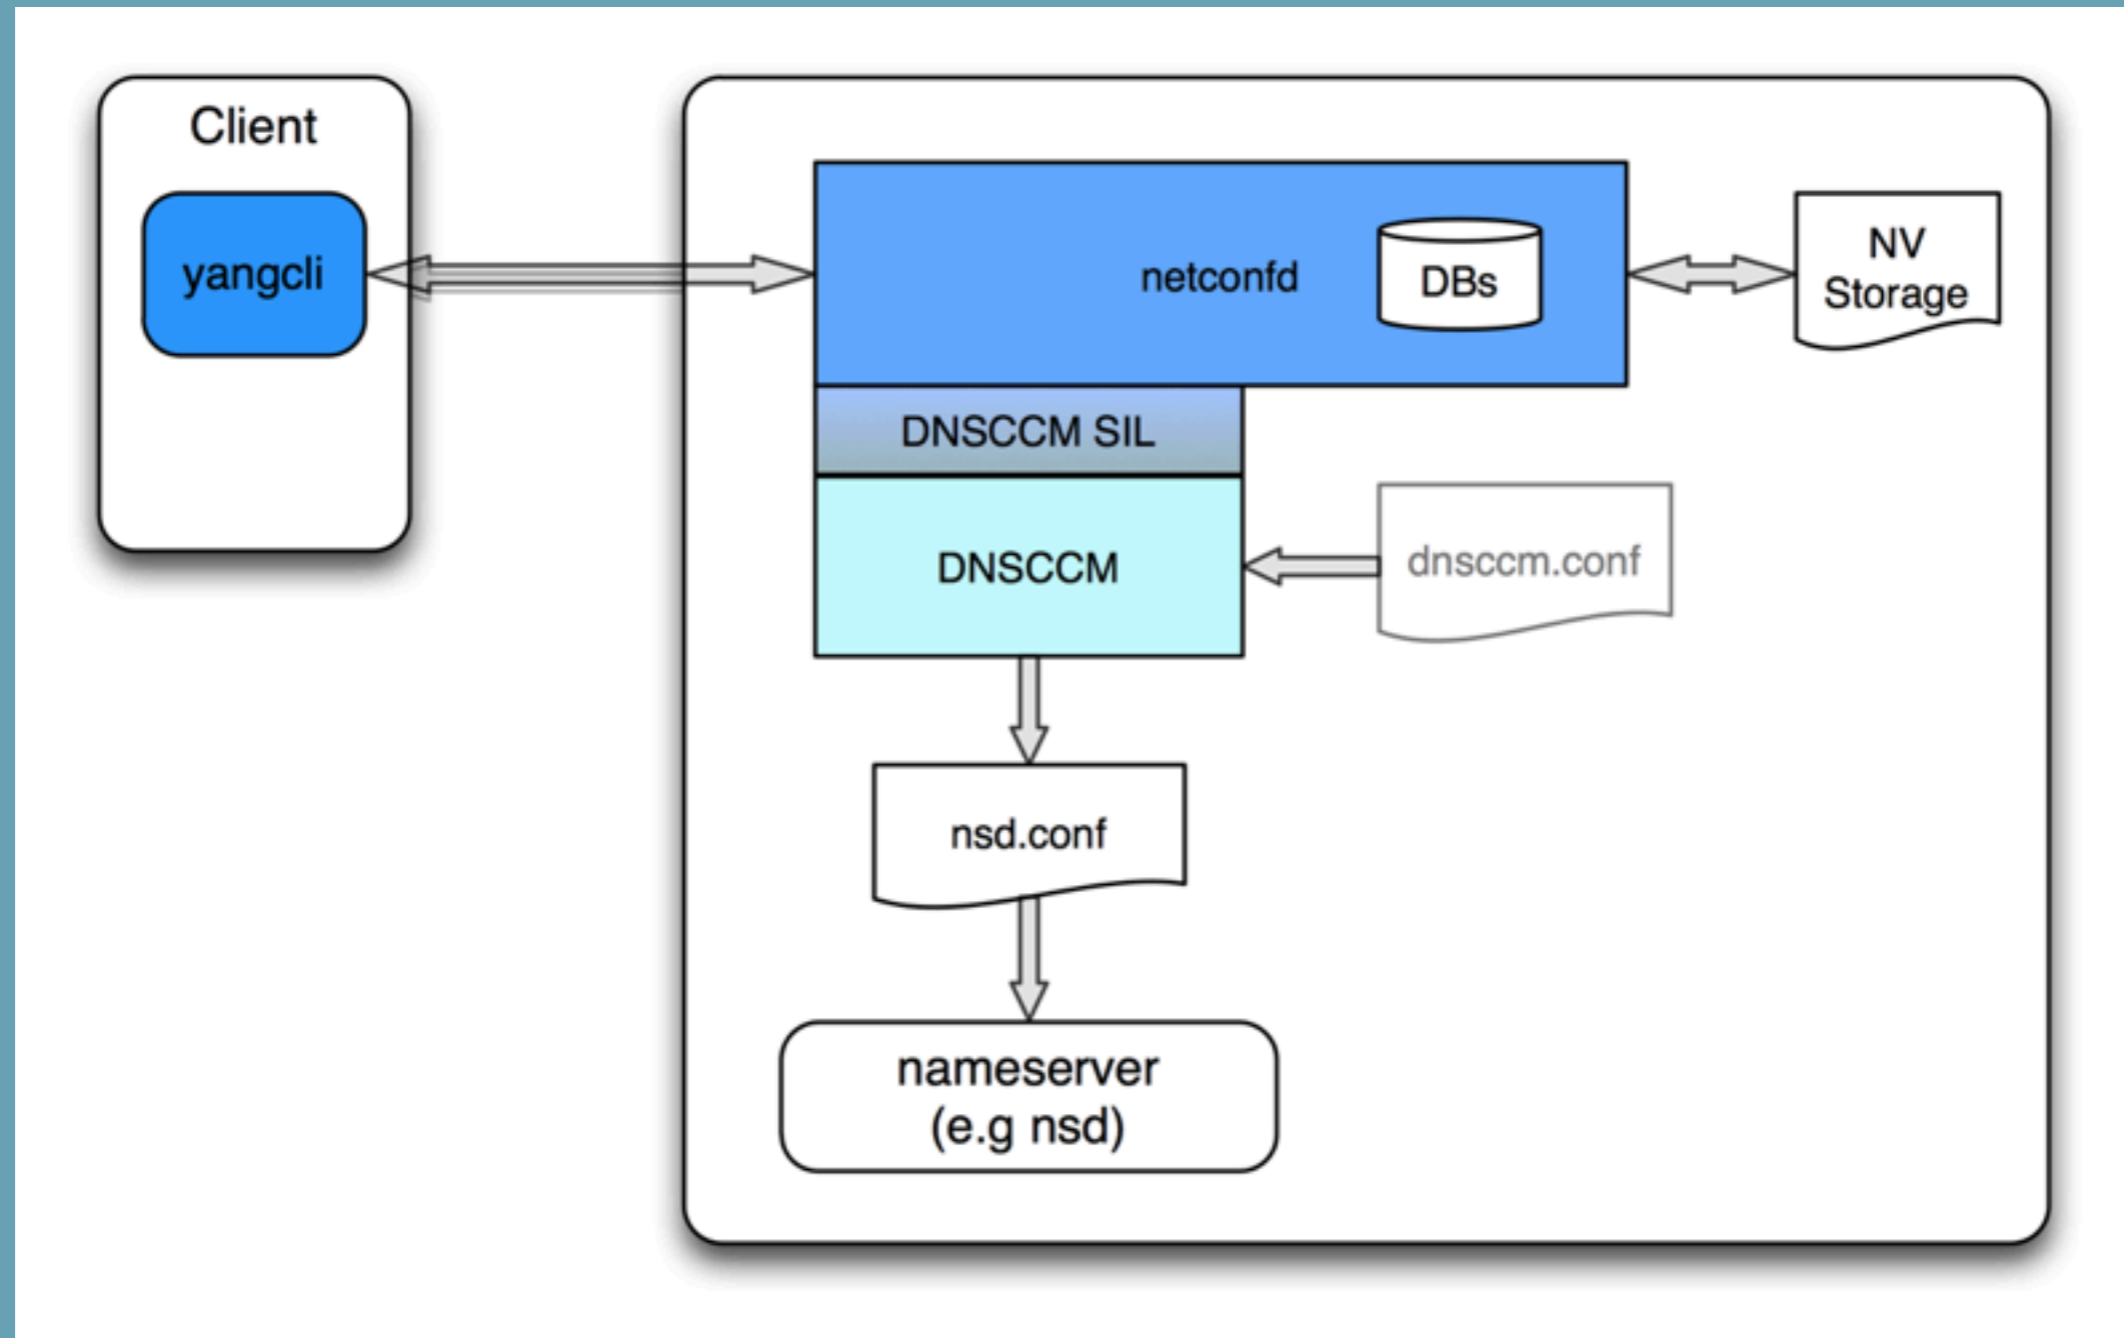 Client
yangcli
netconfd
DBs
NV
Storage
DNSCCM SIL
DNSCCM
dnsccm.conf
nsd.conf
nameserver
(e.g nsd)